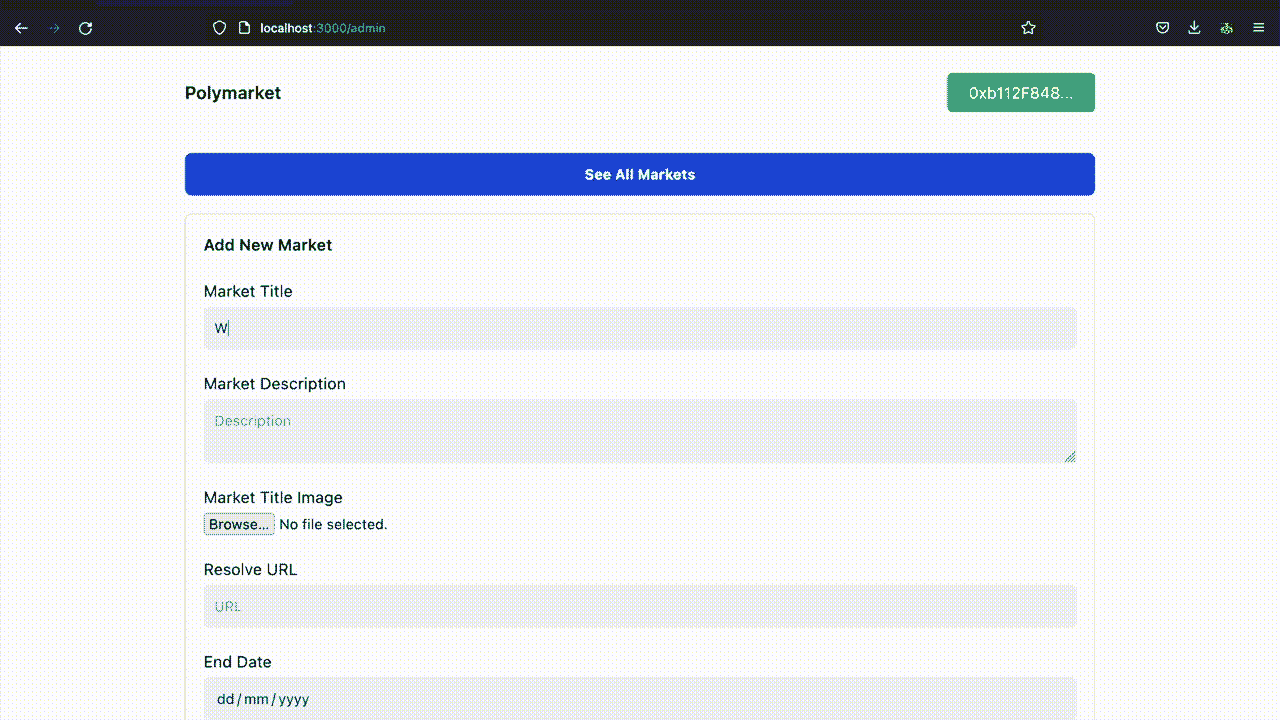 localhost:3000/admin
Polymarket
0xb112F848...
See All Markets
Add New Market
Market Title
W
Market Description
Description
Market Title Image
Browse... No file selected.
Resolve URL
URL
End Date
dd/mm/yyyy